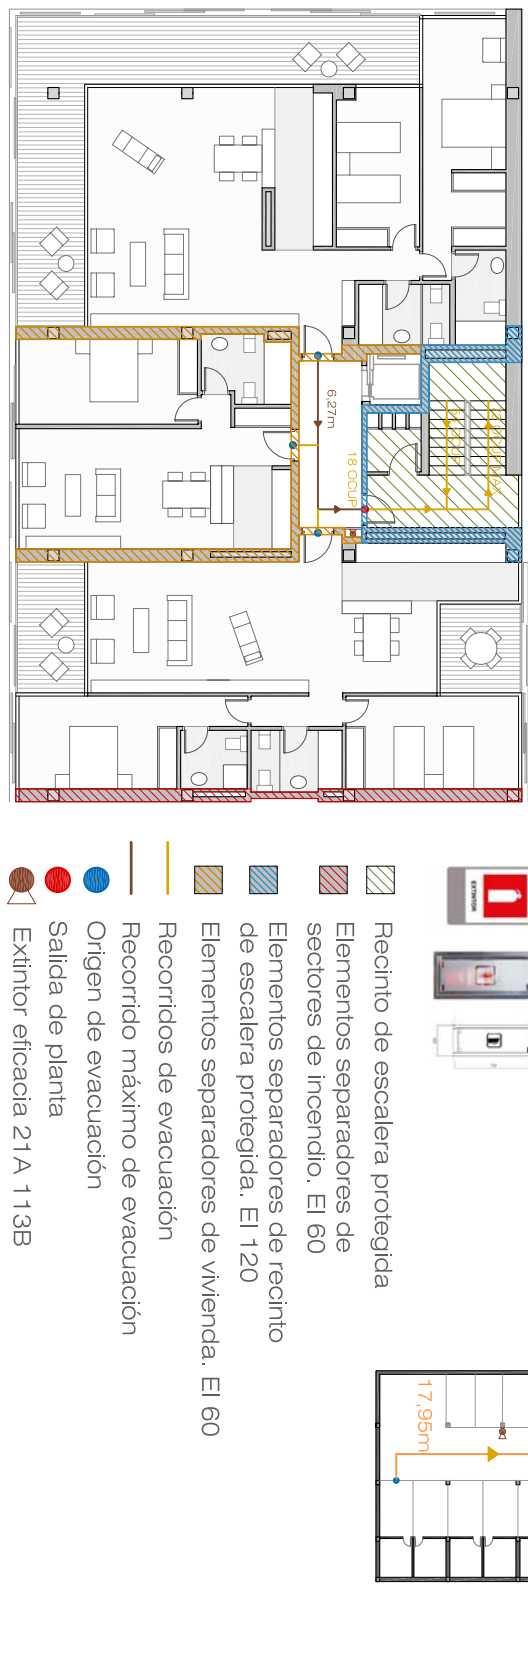 6,27m
18 OCUP
EXTINTOR
Recinto de escalera protegida
Elementos separadores de
sectores de incendio. EI 60
Elementos separadores de recinto
de escalera protegida. EI 120
Elementos separadores de vivienda. EI 60
Recorridos de evacuación
Recorrido máximo de evacuación
Origen de evacuación
Salida de planta
Extintor eficacia 21A 113B
17,95m